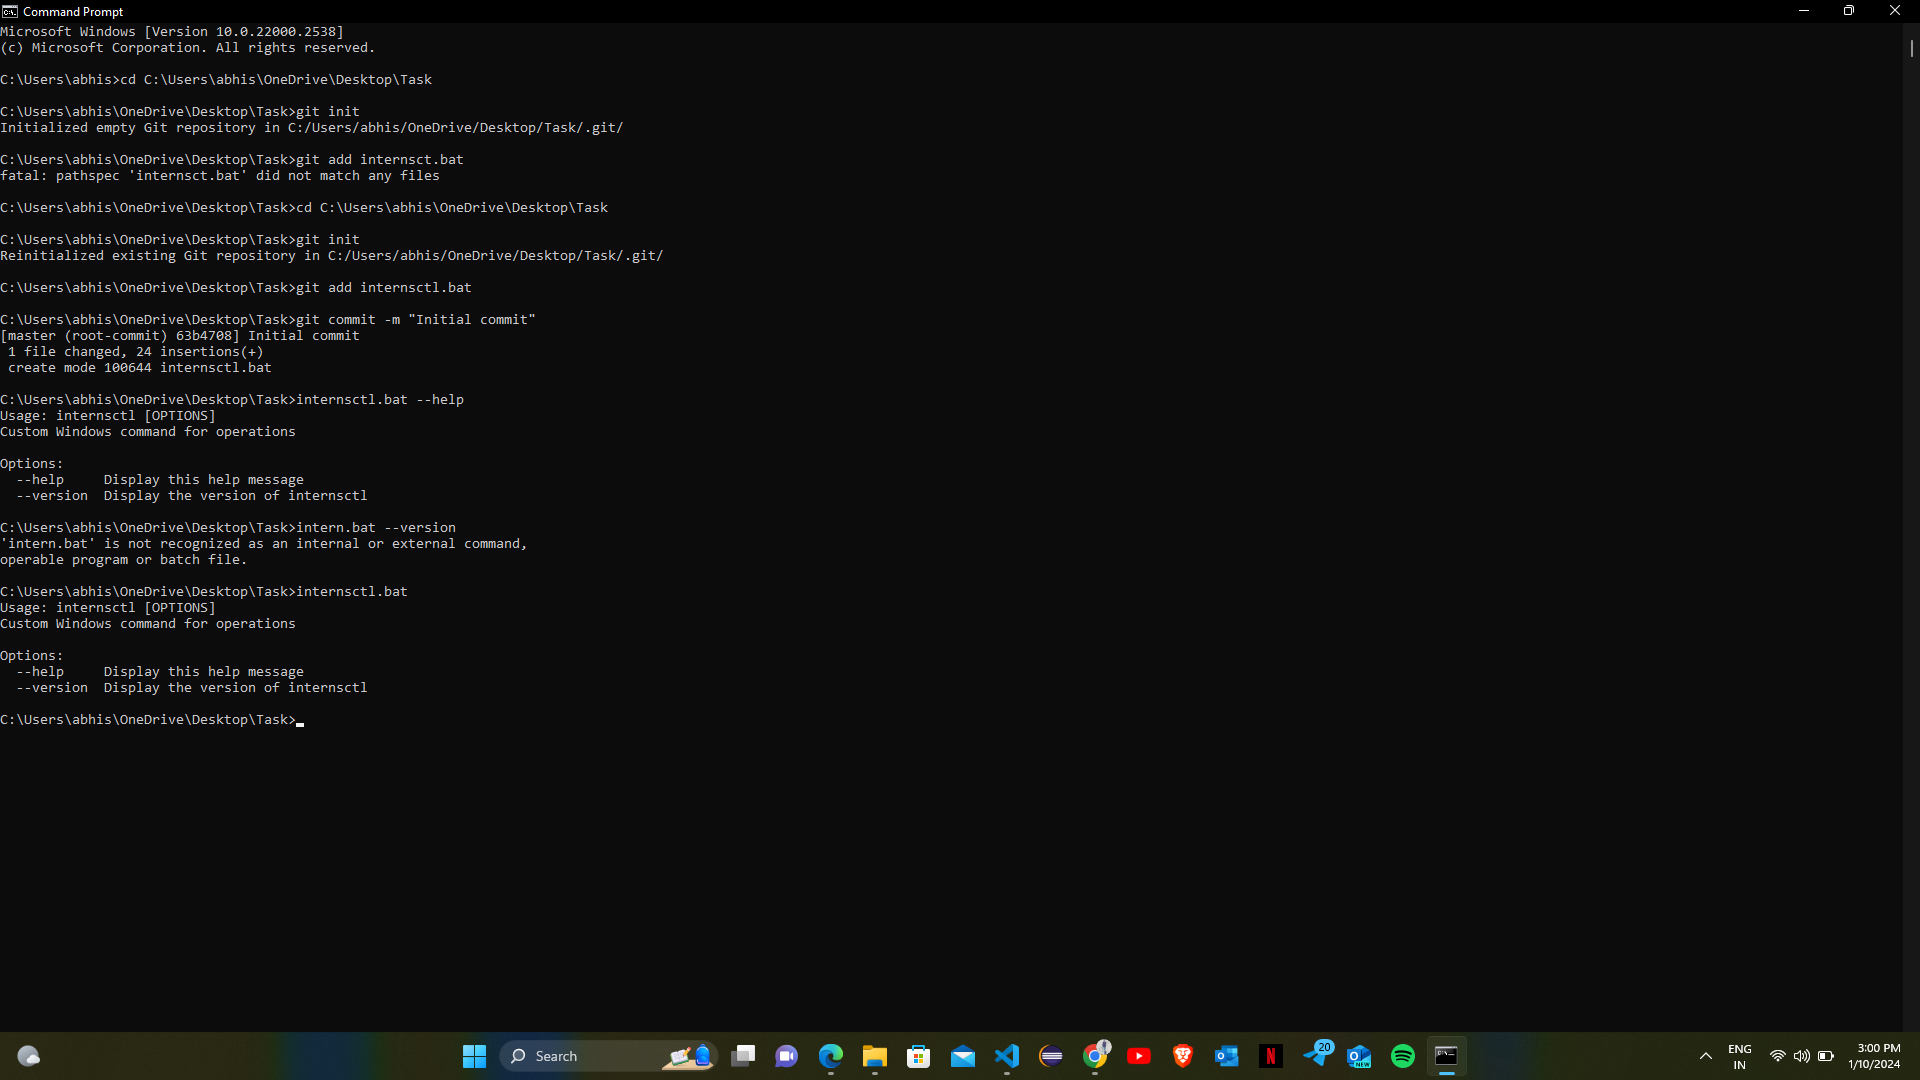 Command Prompt
Microsoft Windows [Version 10.0.22000.2538]
(c) Microsoft Corporation. All rights reserved.
C:\Users\abhis>cd C:\Users\abhis\OneDrive\Desktop\Task
C:\Users\abhis\OneDrive\Desktop\Task>git init
Initialized empty Git repository in C:/Users/abhis/OneDrive/Desktop/Task/.git/
C:\Users\abhis\OneDrive\Desktop\Task>git add internsct.bat
fatal: pathspec 'internsct.bat' did not match any files
C:\Users\abhis\OneDrive\Desktop\Task>cd C:\Users\abhis\OneDrive\Desktop\Task
C:\Users\abhis\OneDrive\Desktop\Task>git init
Reinitialized existing Git repository in C:/Users/abhis/OneDrive/Desktop/Task/.git/
C:\Users\abhis\OneDrive\Desktop\Task>git add internsctl.bat
C:\Users\abhis\OneDrive\Desktop\Task>git commit -m "Initial commit"
[master (root-commit) 63b4708] Initial commit
 1 file changed, 24 insertions(+)
 create mode 100644 internsctl.bat
C:\Users\abhis\OneDrive\Desktop\Task>internsctl.bat --help
Usage: internsctl [OPTIONS]
Custom Windows command for operations
Options:
  --help     Display this help message
  --version  Display the version of internsctl
C:\Users\abhis\OneDrive\Desktop\Task>intern.bat --version
'intern.bat' is not recognized as an internal or external command,
operable program or batch file.
C:\Users\abhis\OneDrive\Desktop\Task>internsctl.bat
Usage: internsctl [OPTIONS]
Custom Windows command for operations
Options:
  --help     Display this help message
  --version  Display the version of internsctl
C:\Users\abhis\OneDrive\Desktop\Task>
Search
20
NEW
ENG
IN
3:00 PM
1/10/2024